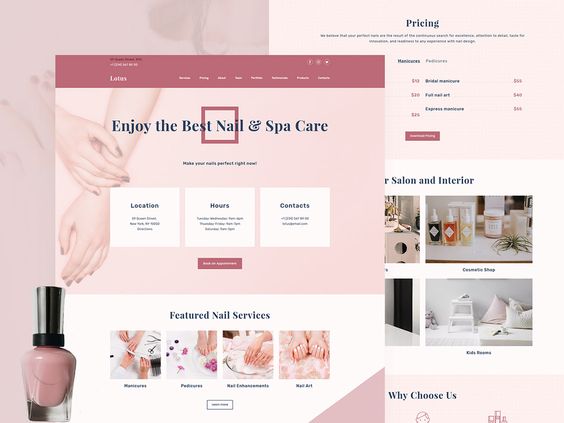 Pricing
We believe that your perfect nails are the result of the continuous search for excellence, attention to detail, taste for
innovation, and readiness to any experience with nail design.
Manicures Pedicures
$13 Bridal manicure $55
$20 Full nail art $40
$25 Express manicure $65
Download Pricing
r Salon and Interior
Cosmetic Shop
Kids Rooms
Why Choose Us
+1 (234) 567 89 00
Lotus
Services Pricing About Team Portfolio Testimonials Products Contacts
Enjoy the Best Nail & Spa Care
Make your nails perfect right now!
Location
59 Queen Street,
New York, NY 10002
Directions
Hours
Tuesday-Wednesday: 9am-6pm
Thursday-Friday: 9am-7pm
Saturday: 9am-5pm
Contacts
+1 (234) 567 89 00
lotus@email.com
Book an Appointment
Featured Nail Services
Manicures
Pedicures
Nail Enhancements
Nail Art
Learn more